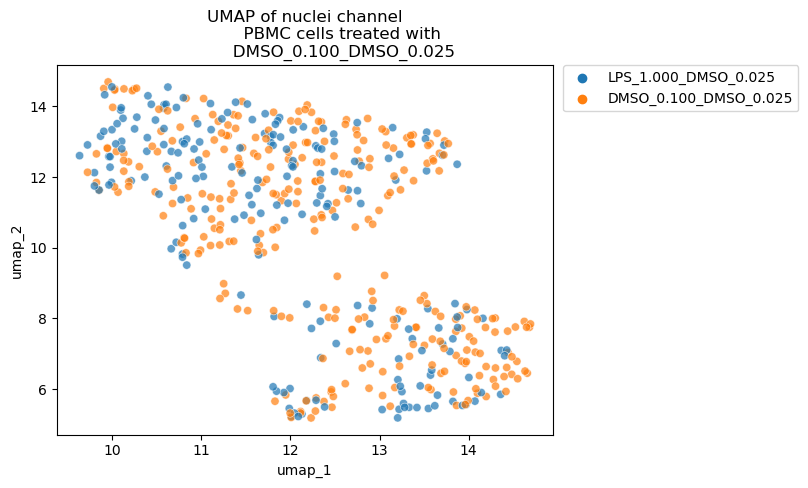 UMAP of nuclei channel
PBMC cells treated with
DMSO_0.100_DMSO_0.025
LPS_1.000_DMSO_0.025
DMSO_0.100_DMSO_0.025
umap_2
14
12
10
8
6
10
11
12
13
14
umap_1